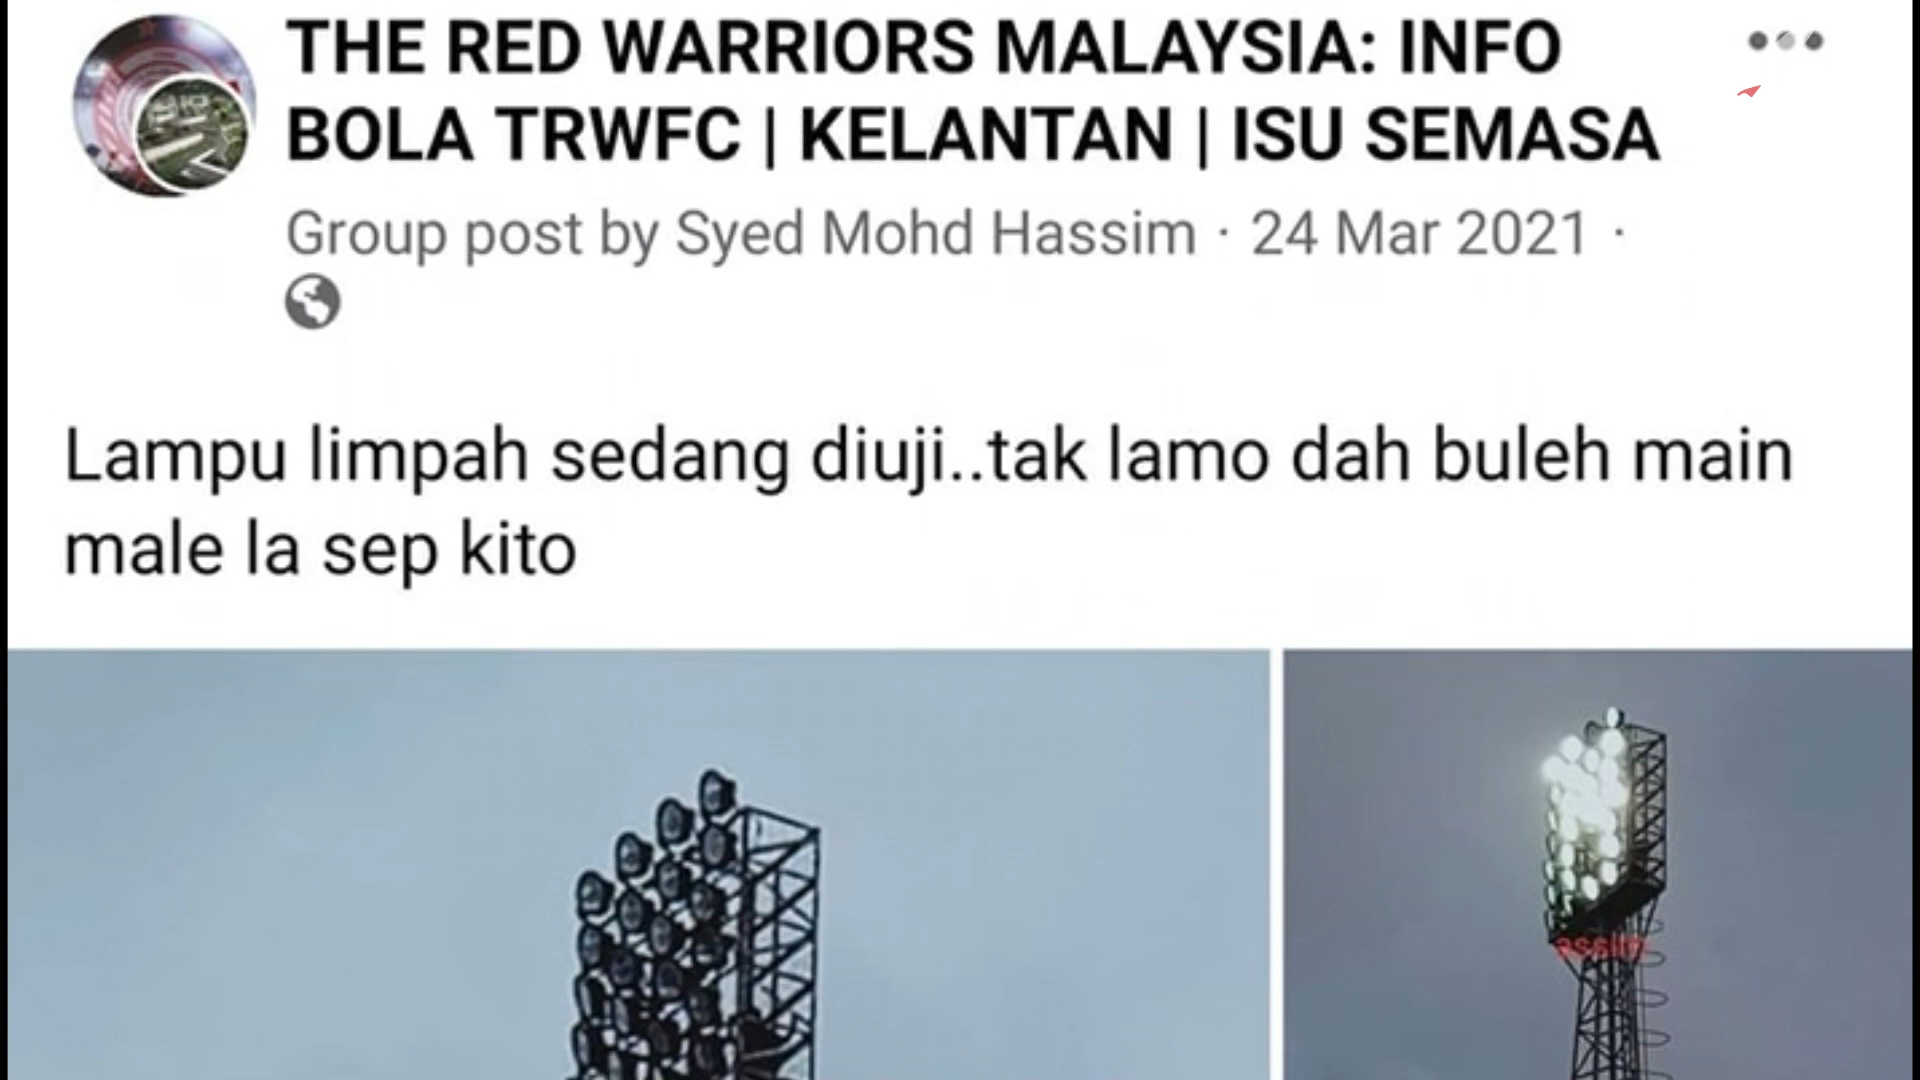 THE RED WARRIORS MALAYSIA: INFO
BOLA TRWFC | KELANTAN | ISU SEMASA
Group post by Syed Mohd Hassim · 24 Mar 2021 ·
Lampu limpah sedang diuji..tak lamo dah buleh main
male la sep kito
assim